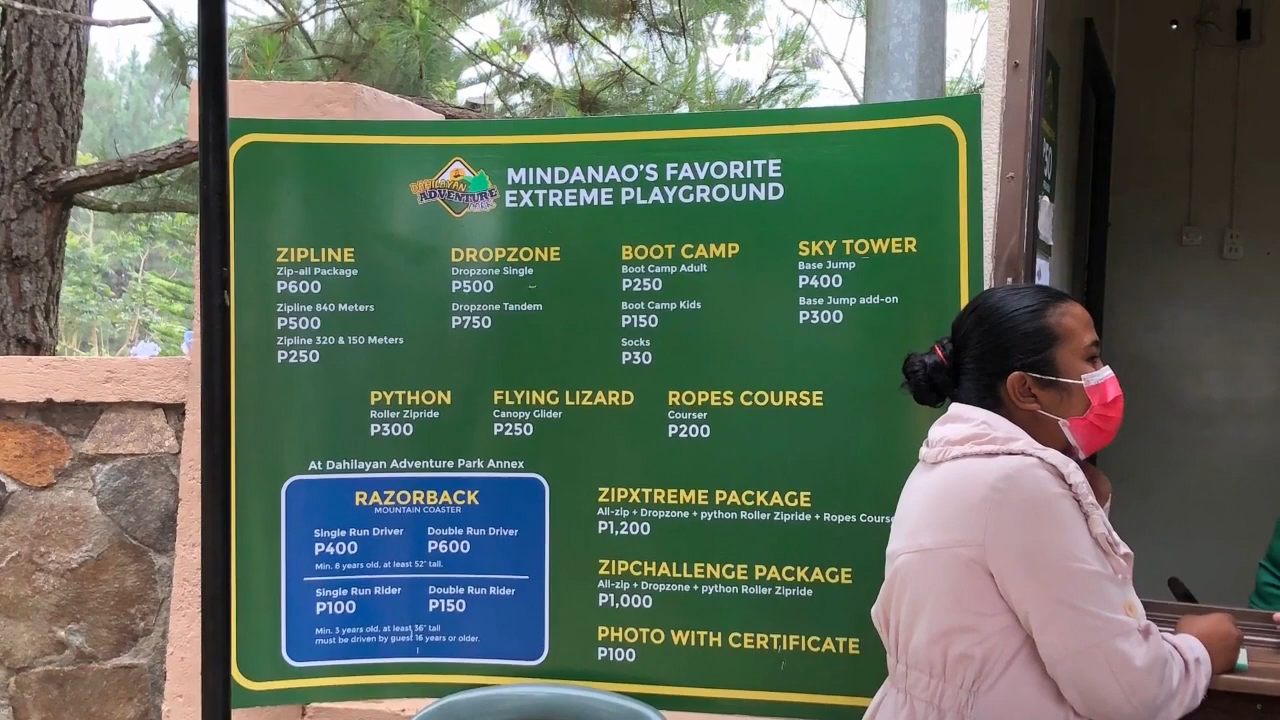 DAHILAYAN
ADVENTURE
PARK
MINDANAO'S FAVORITE
EXTREME PLAYGROUND
ZIPLINE
Zip-all Package
P600
Zipline 840 Meters
P500
Zipline 320 & 150 Meters
P250
DROPZONE
Dropzone Single
P500
Dropzone Tandem
P750
BOOT CAMP
Boot Camp Adult
P250
Boot Camp Kids
P150
Socks
P30
SKY TOWER
Base Jump
P400
Base Jump add-on
P300
PYTHON
Roller Zipride
P300
FLYING LIZARD
Canopy Glider
P250
ROPES COURSE
Courser
P200
At Dahilayan Adventure Park Annex
RAZORBACK
MOUNTAIN COASTER
Single Run Driver
P400
Double Run Driver
P600
Min. 8 years old, at least 52" tall.
Single Run Rider
P100
Double Run Rider
P150
Min. 3 years old, at least 36" tall
must be driven by guest 16 years or older.
ZIPXTREME PACKAGE
All-zip + Dropzone + python Roller Zipride + Ropes Course
P1,200
ZIPCHALLENGE PACKAGE
All-zip + Dropzone + python Roller Zipride
P1,000
PHOTO WITH CERTIFICATE
P100